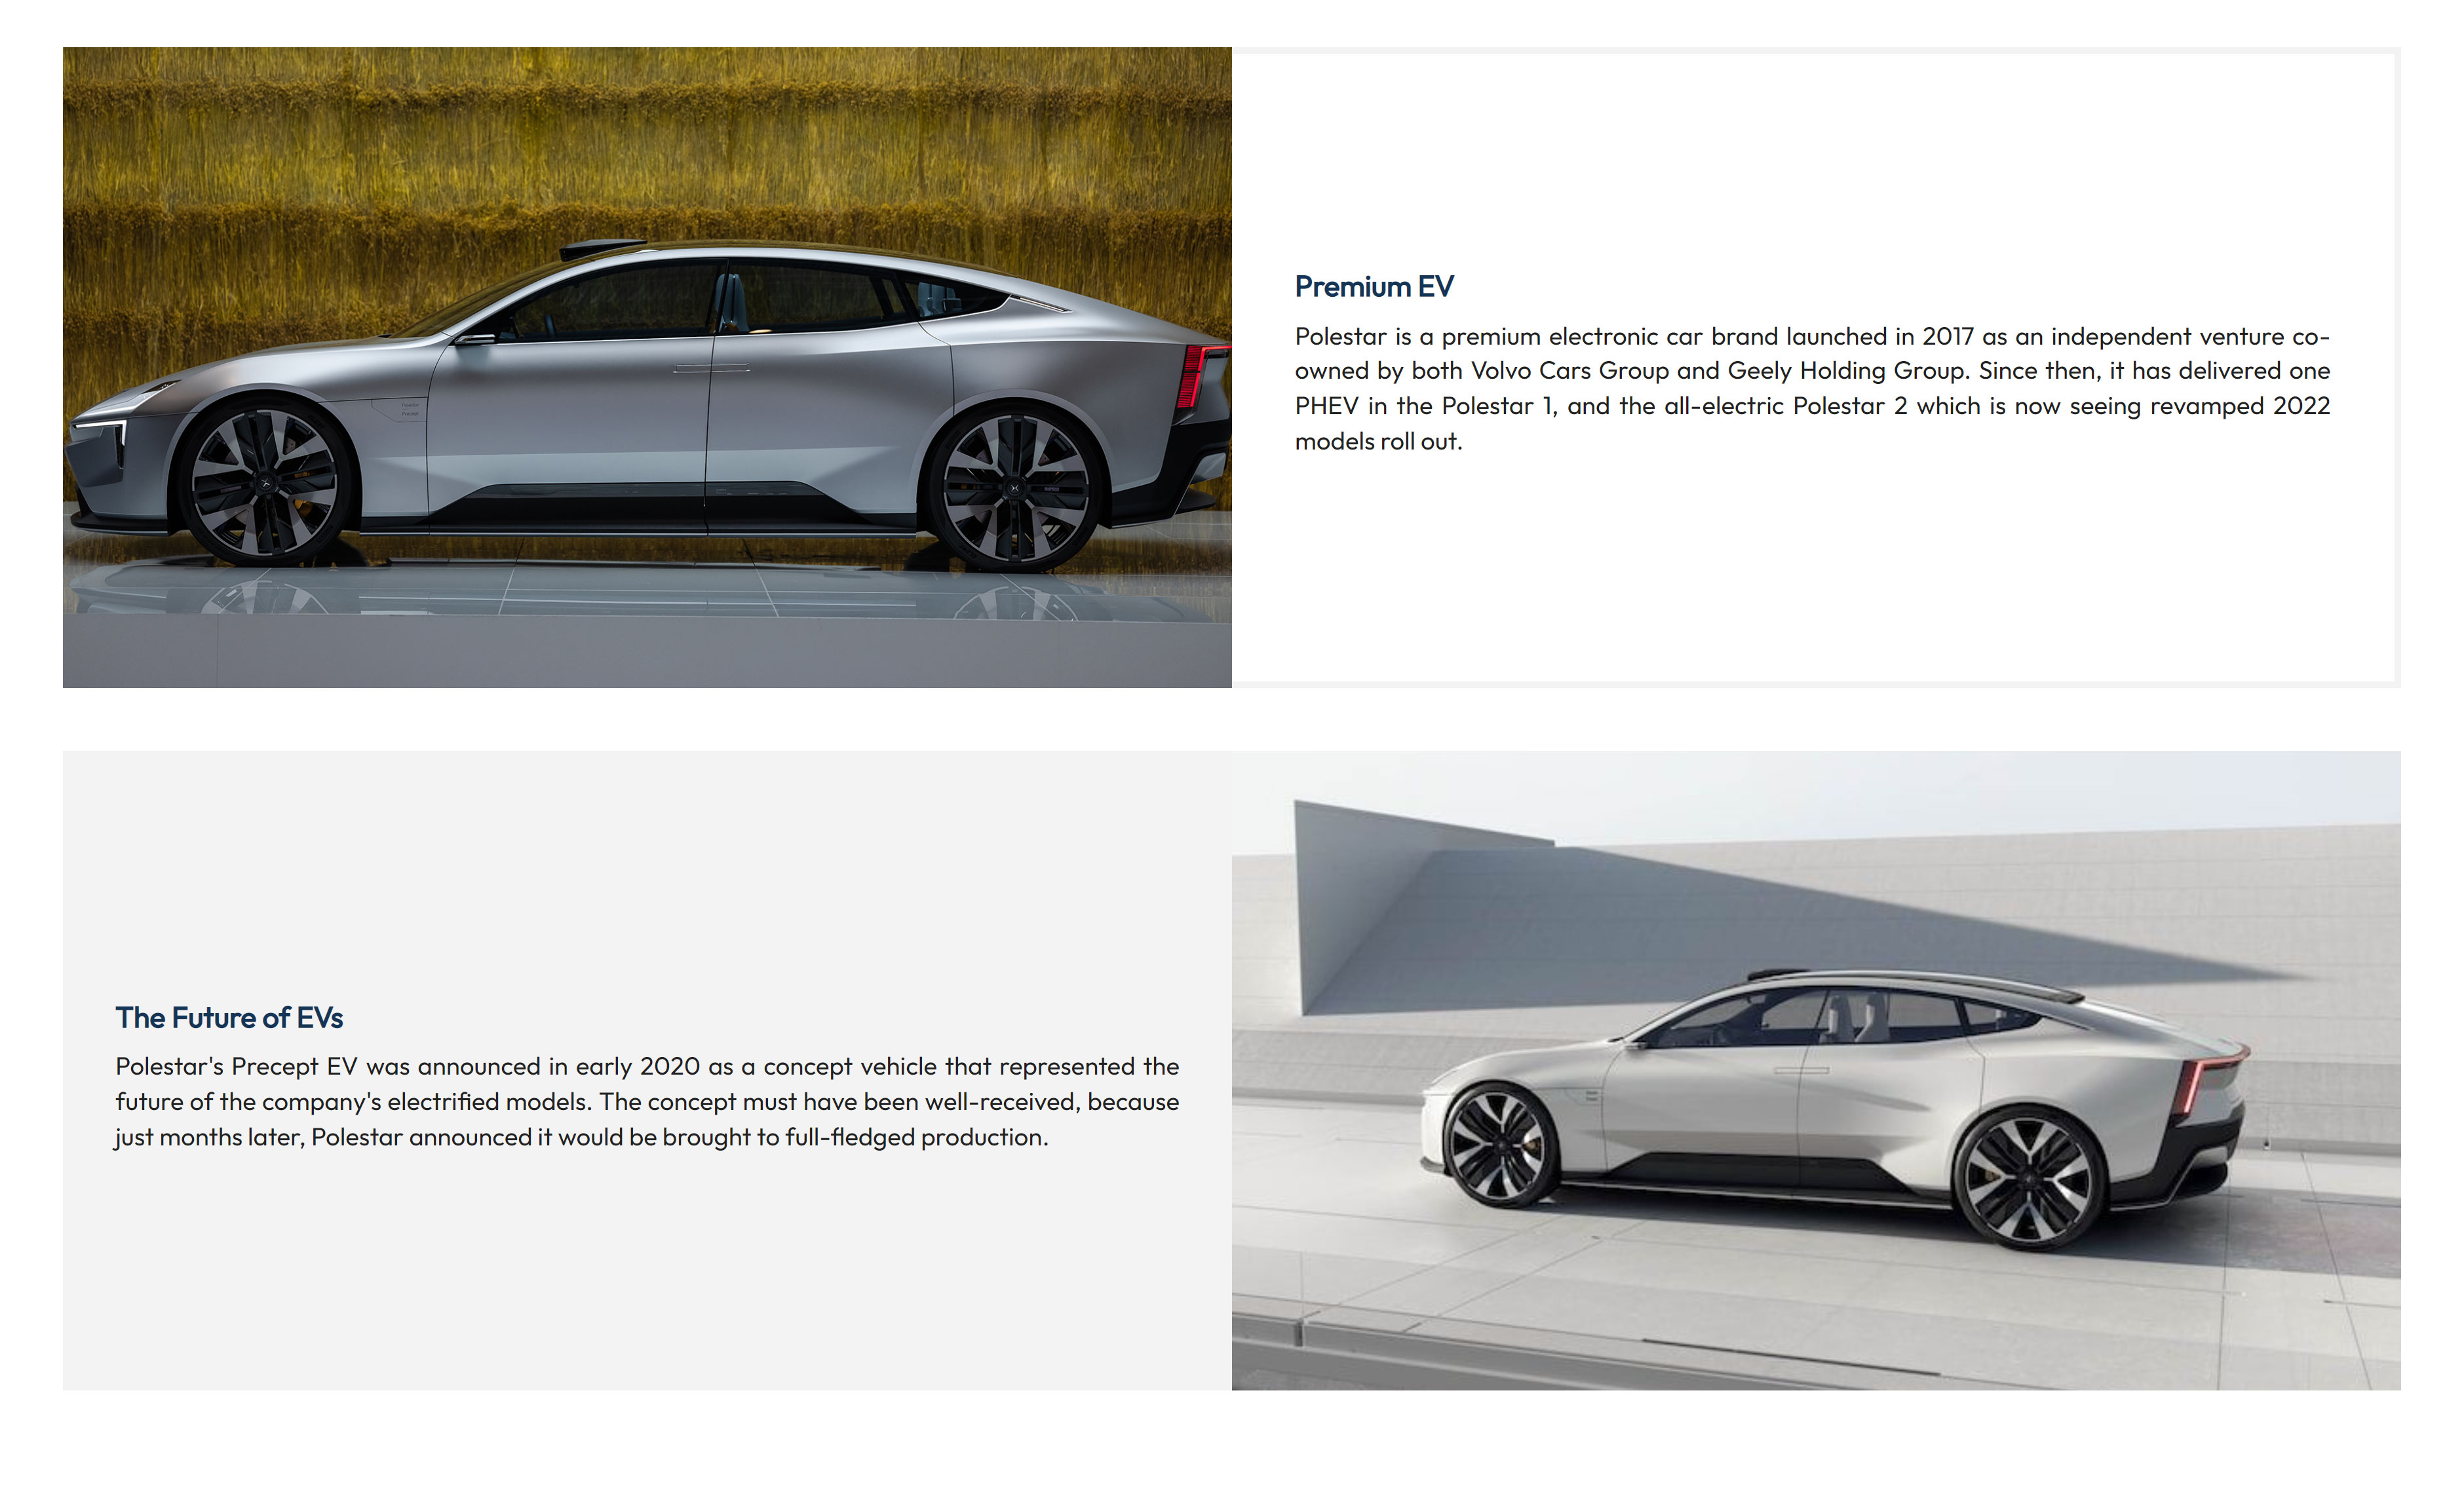 Premium EV
Polestar is a premium electronic car brand launched in 2017 as an independent venture co-
owned by both Volvo Cars Group and Geely Holding Group. Since then, it has delivered one
PHEV in the Polestar 1, and the all-electric Polestar 2 which is now seeing revamped 2022
models roll out.
The Future of EVs
Polestar's Precept EV was announced in early 2020 as a concept vehicle that represented the
future of the company's electrified models. The concept must have been well-received, because
just months later, Polestar announced it would be brought to full-fledged production.